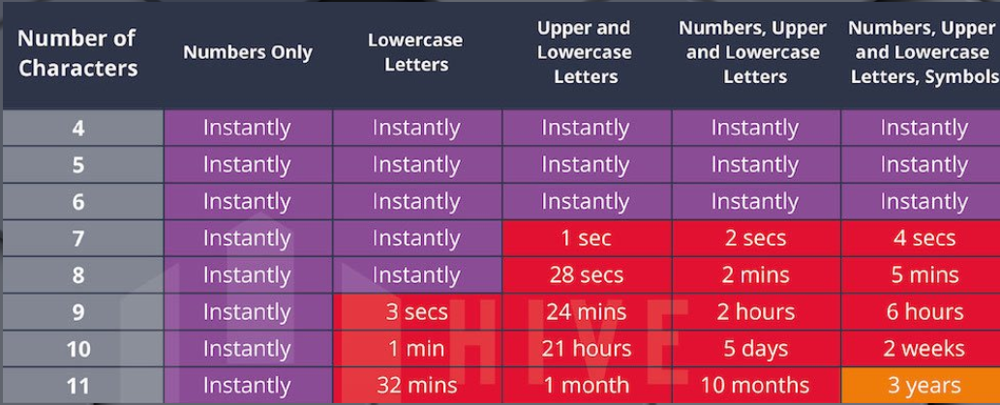 Number of Characters Numbers Only Lowercase Letters Upper and Lowercase Letters Numbers, Upper and Lowercase Letters Numbers, Upper and Lowercase Letters, Symbols
4 Instantly Instantly Instantly Instantly Instantly
5 Instantly Instantly Instantly Instantly Instantly
6 Instantly Instantly Instantly Instantly Instantly
7 Instantly Instantly 1 sec 2 secs 4 secs
8 Instantly Instantly 28 secs 2 mins 5 mins
9 Instantly 3 secs 24 mins 2 hours 6 hours
10 Instantly 1 min 21 hours 5 days 2 weeks
11 Instantly 32 mins 1 month 10 months 3 years
HIVE